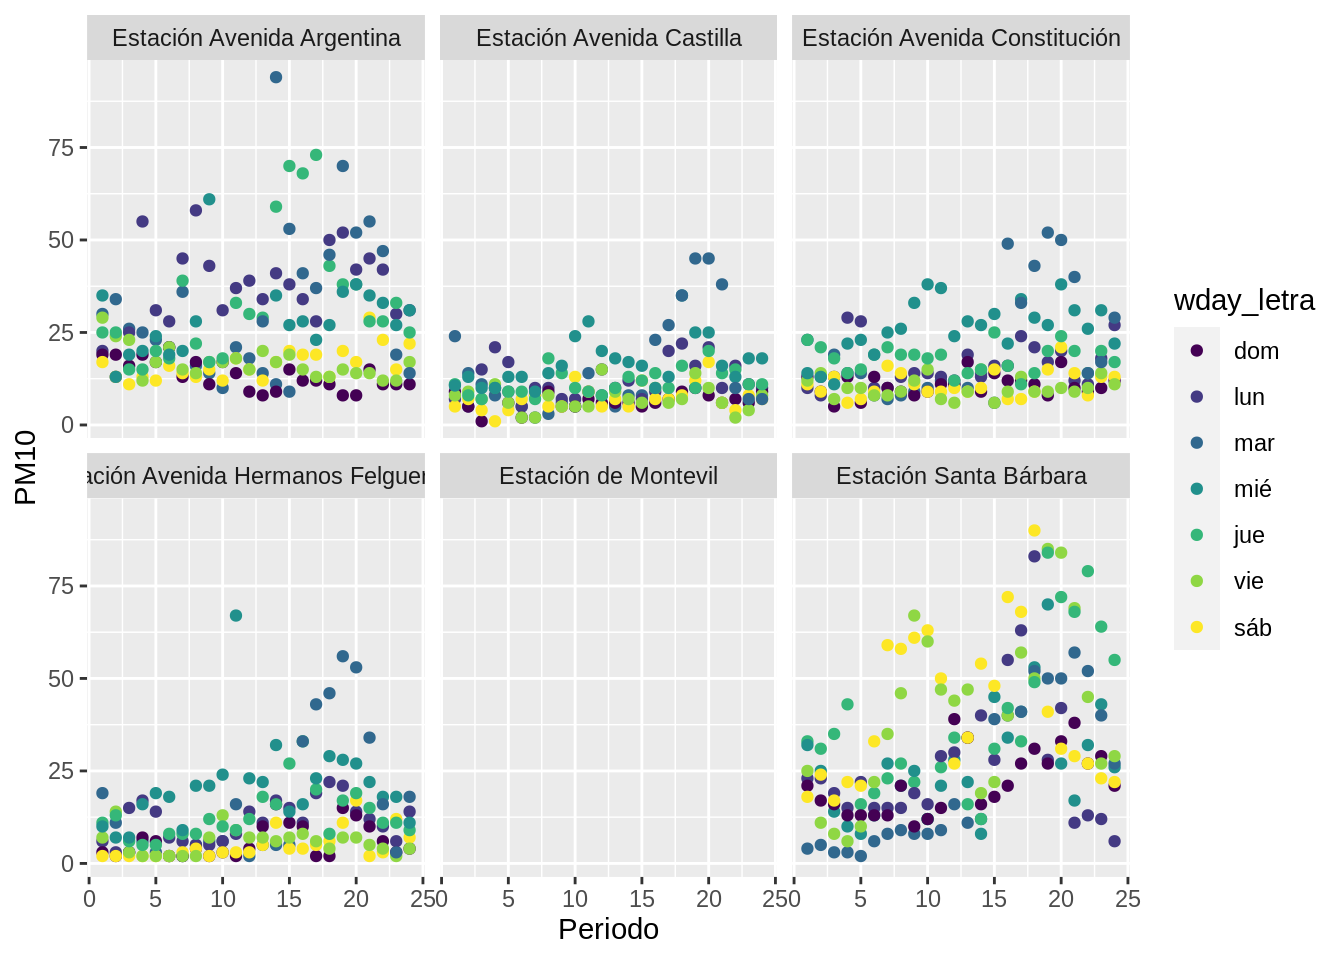 Estación Avenida Argentina
Estación Avenida Castilla
Estación Avenida Constitución
75
50
25
0
ación Avenida Hermanos Felguer
Estación de Montevil
Estación Santa Bárbara
75
50
25
0
0 5 10 15 20 25
0 5 10 15 20 25
0 5 10 15 20 25
Periodo
PM10
wday_letra
dom
lun
mar
mié
jue
vie
sáb